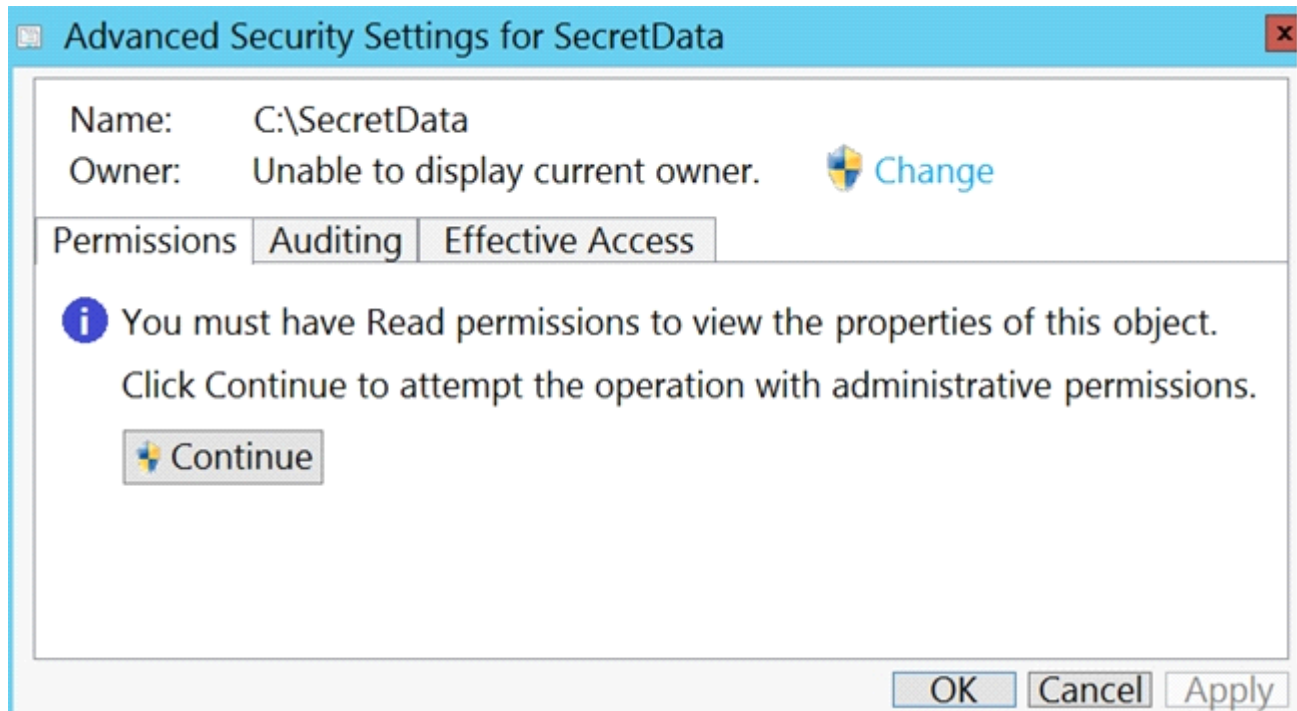 Advanced Security Settings for SecretData
x
Name: C:\SecretData
Owner: Unable to display current owner. Change
Permissions Auditing Effective Access
i You must have Read permissions to view the properties of this object.
Click Continue to attempt the operation with administrative permissions.
Continue
OK Cancel Apply